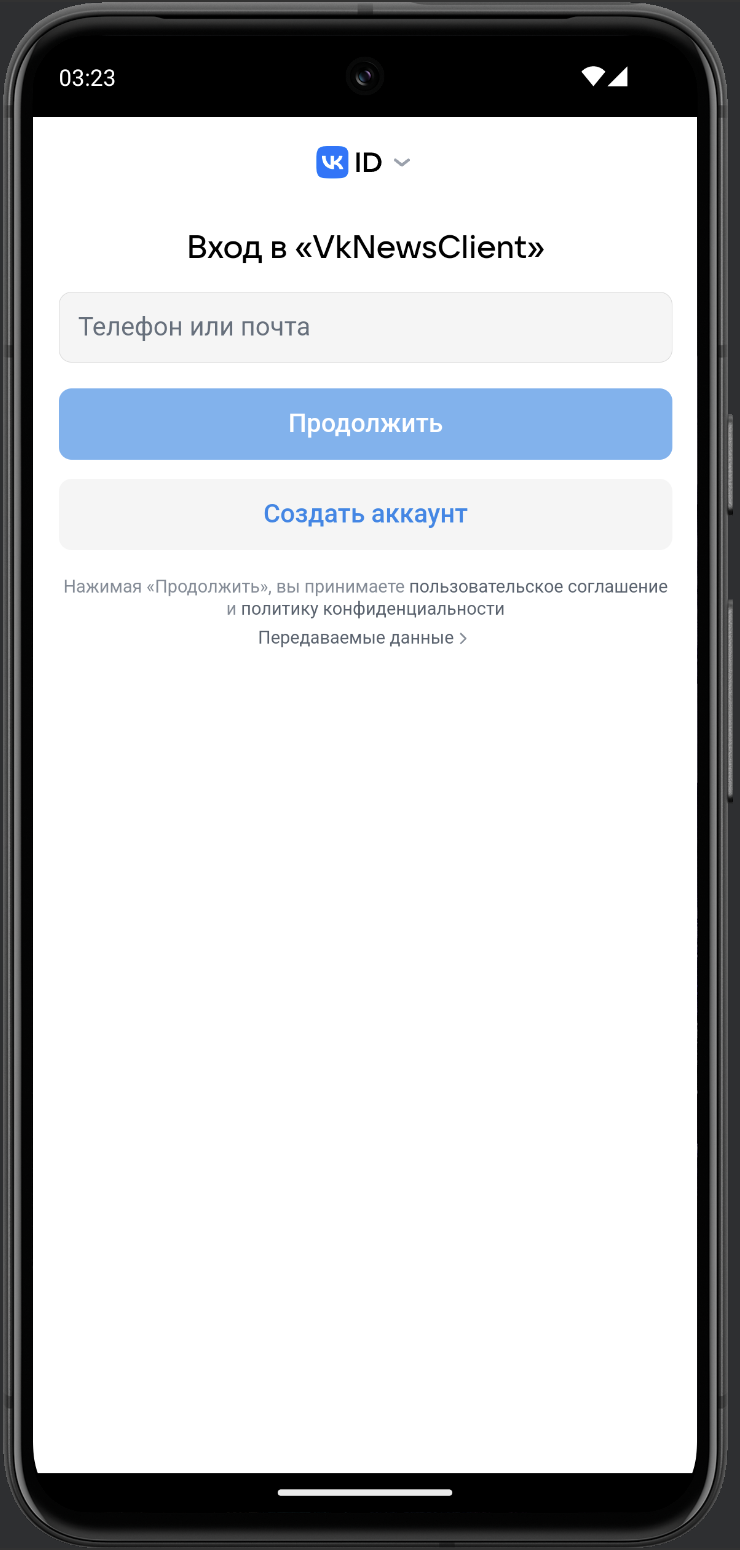 03:23
VK ID
Вход в «VkNewsClient»
Телефон или почта
Продолжить
Создать аккаунт
Нажимая «Продолжить», вы принимаете пользовательское соглашение
и политику конфиденциальности
Передаваемые данные